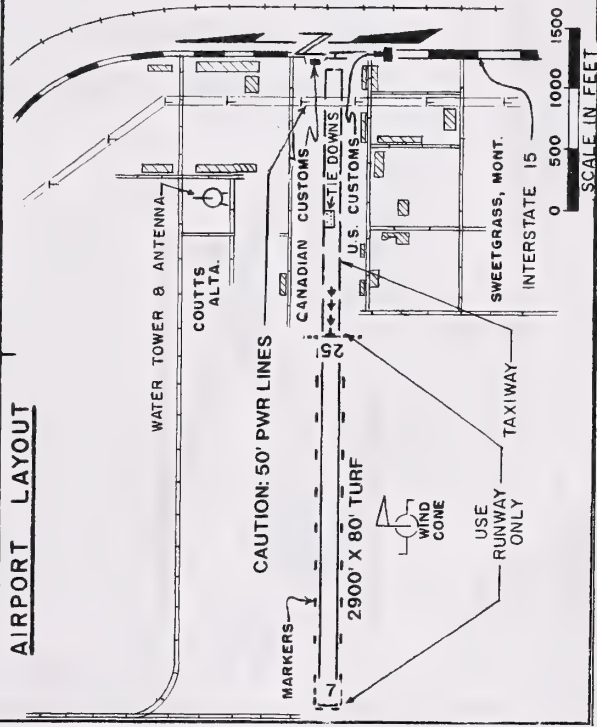 AIRPORT LAYOUT
WATER TOWER & ANTENNA
COUTTS
ALTA.
CAUTION: 50' PWR LINES
CANADIAN CUSTOMS
TIE DOWNS
U.S. CUSTOMS
MARKERS
7
25
2900' X 80' TURF
WIND
CONE
USE
RUNWAY
ONLY
TAXIWAY
SWEETGRASS, MONT.
INTERSTATE 15
0 500 1000 1500
SCALE IN FEET